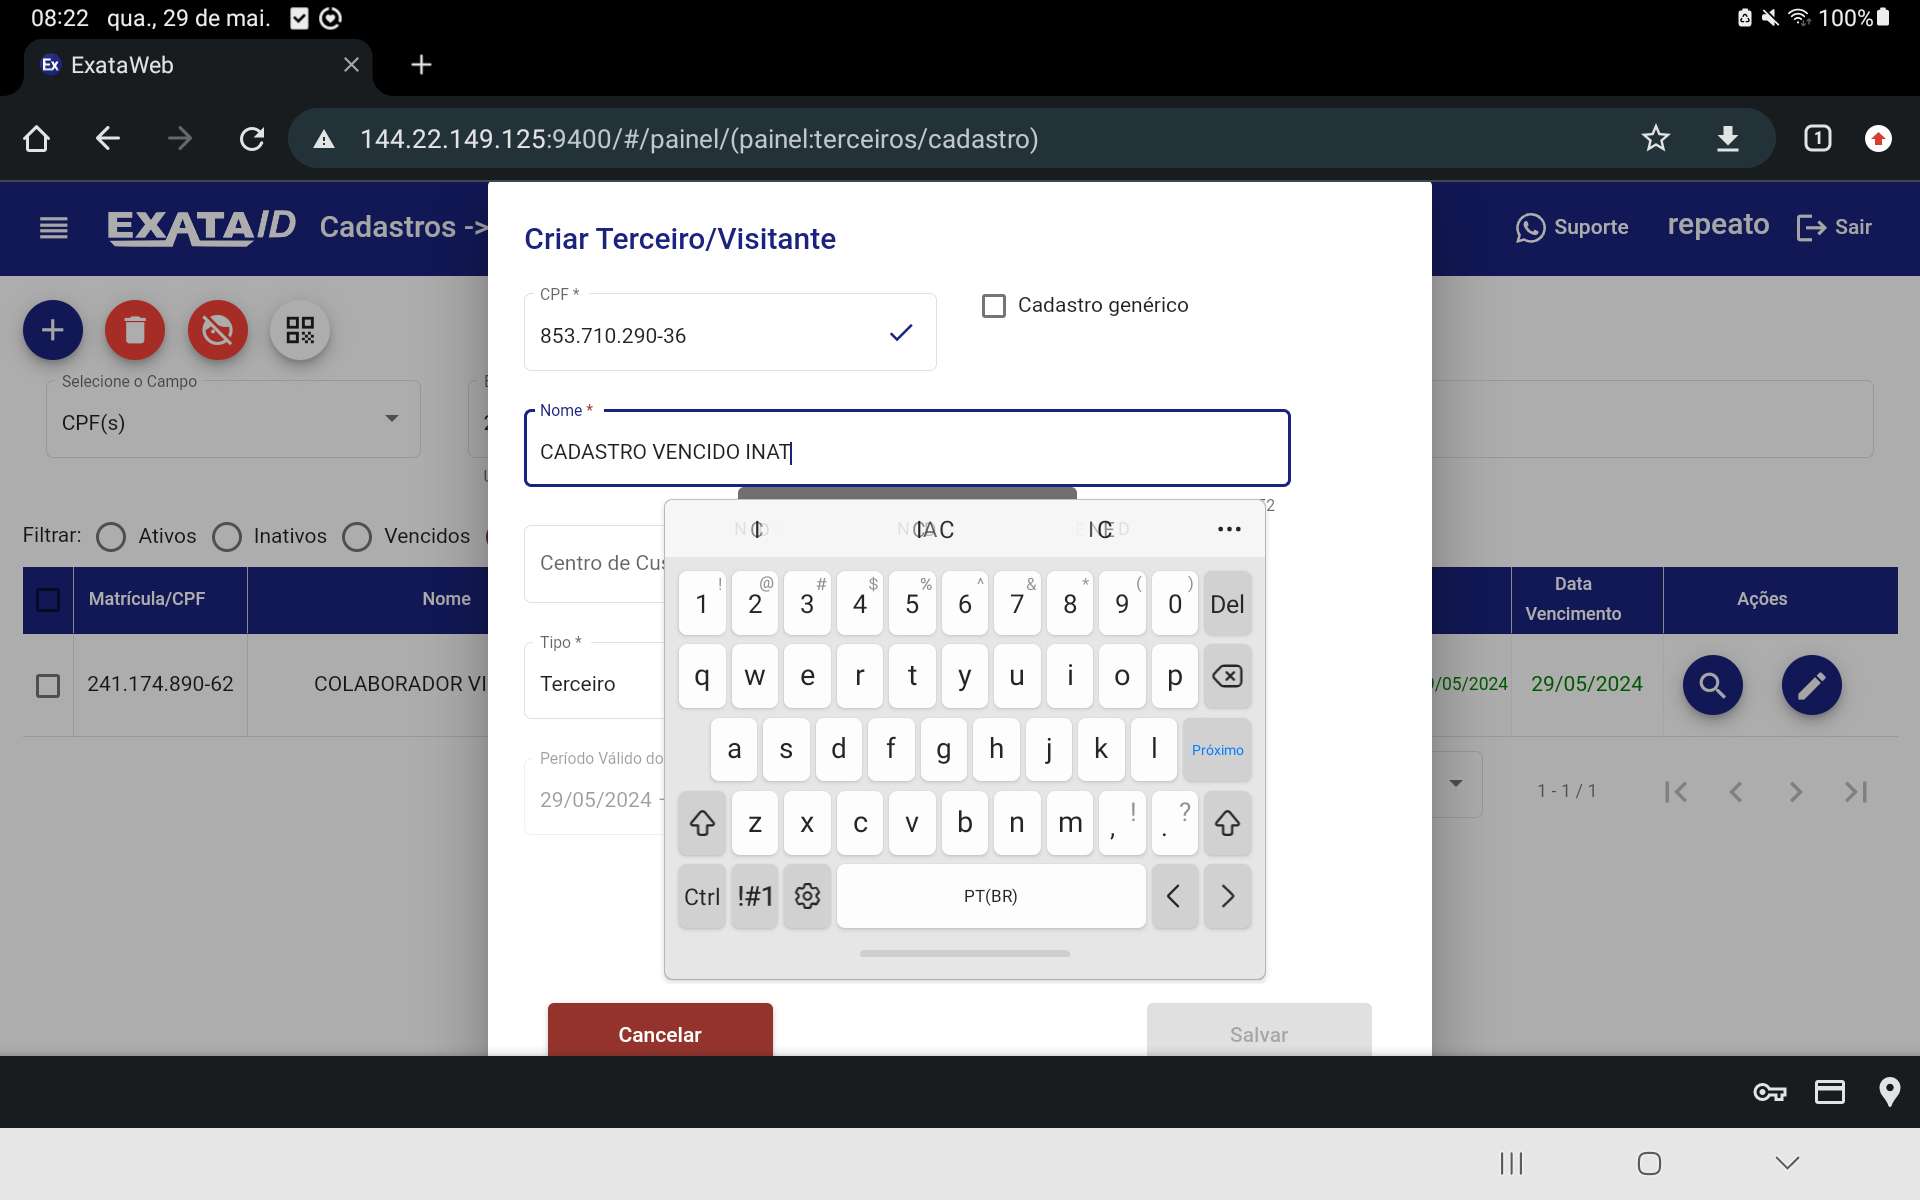 08:22 qua., 29 de mai. 100%
Ex ExataWeb
144.22.149.125:9400/#/painel/(painel:terceiros/cadastro) 1
EXATAID Cadastros -> Suporte repeato Sair
Criar Terceiro/Visitante
CPF *
853.710.290-36
Cadastro genérico
Selecione o Campo
CPF(s)
Nome *
CADASTRO VENCIDO INAT
Filtrar: Ativos Inativos Vencidos
Centro de Cus
Matrícula/CPF Nome Data Vencimento Ações
Tipo *
Terceiro
241.174.890-62 COLABORADOR VI /05/2024 29/05/2024
Período Válido do
29/05/2024 -
1 - 1 / 1
! @ # $ % ^ & * ( )
1 2 3 4 5 6 7 8 9 0 Del
q w e r t y u i o p
a s d f g h j k l Próximo
z x c v b n m , ! . ?
Ctrl !#1 PT(BR) < >
Cancelar Salvar